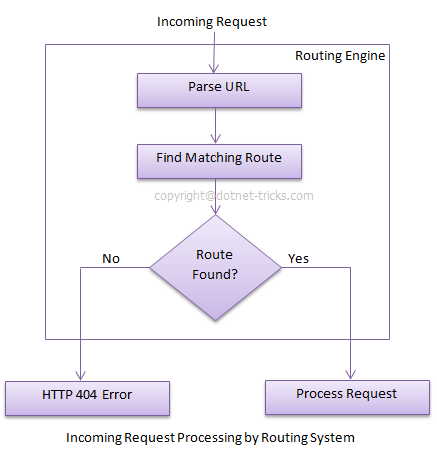 Incoming Request
Routing Engine
Parse URL
Find Matching Route
copyright@dotnet-tricks.com
Route
Found?
No
Yes
HTTP 404 Error
Process Request
Incoming Request Processing by Routing System